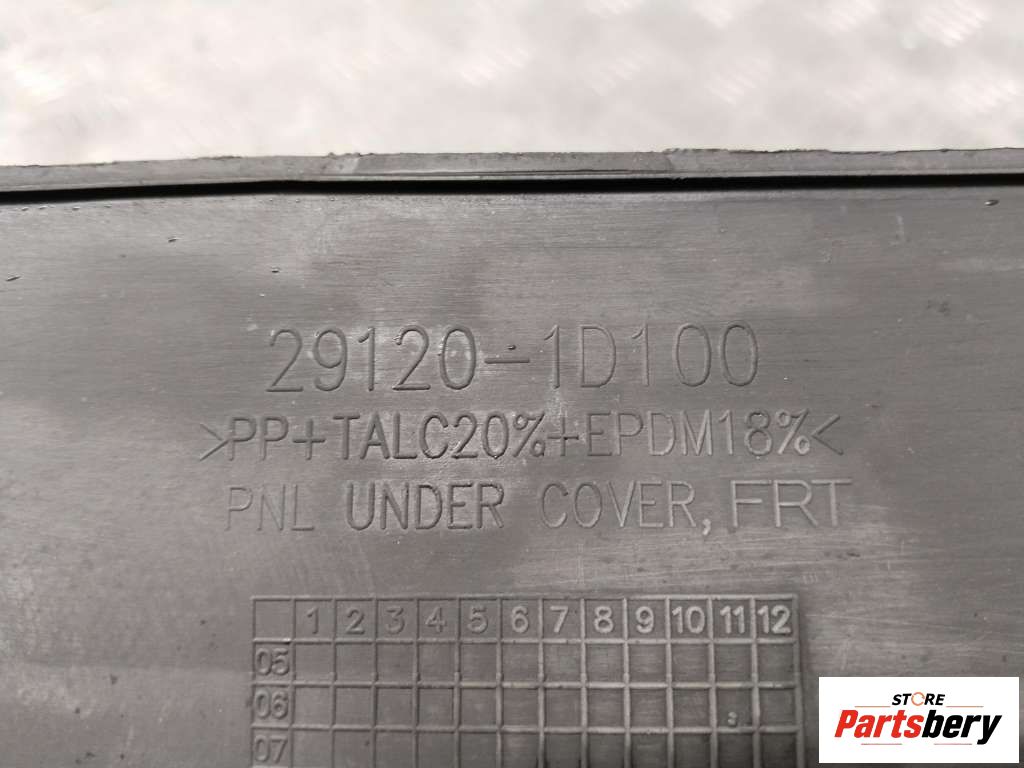 29120-1D100
>PP+TALC20%+EPDM18%<
PNL UNDER COVER, FRT
1 2 3 4 5 6 7 8 9 10 11 12
05
06
07
STORE
Partsbery